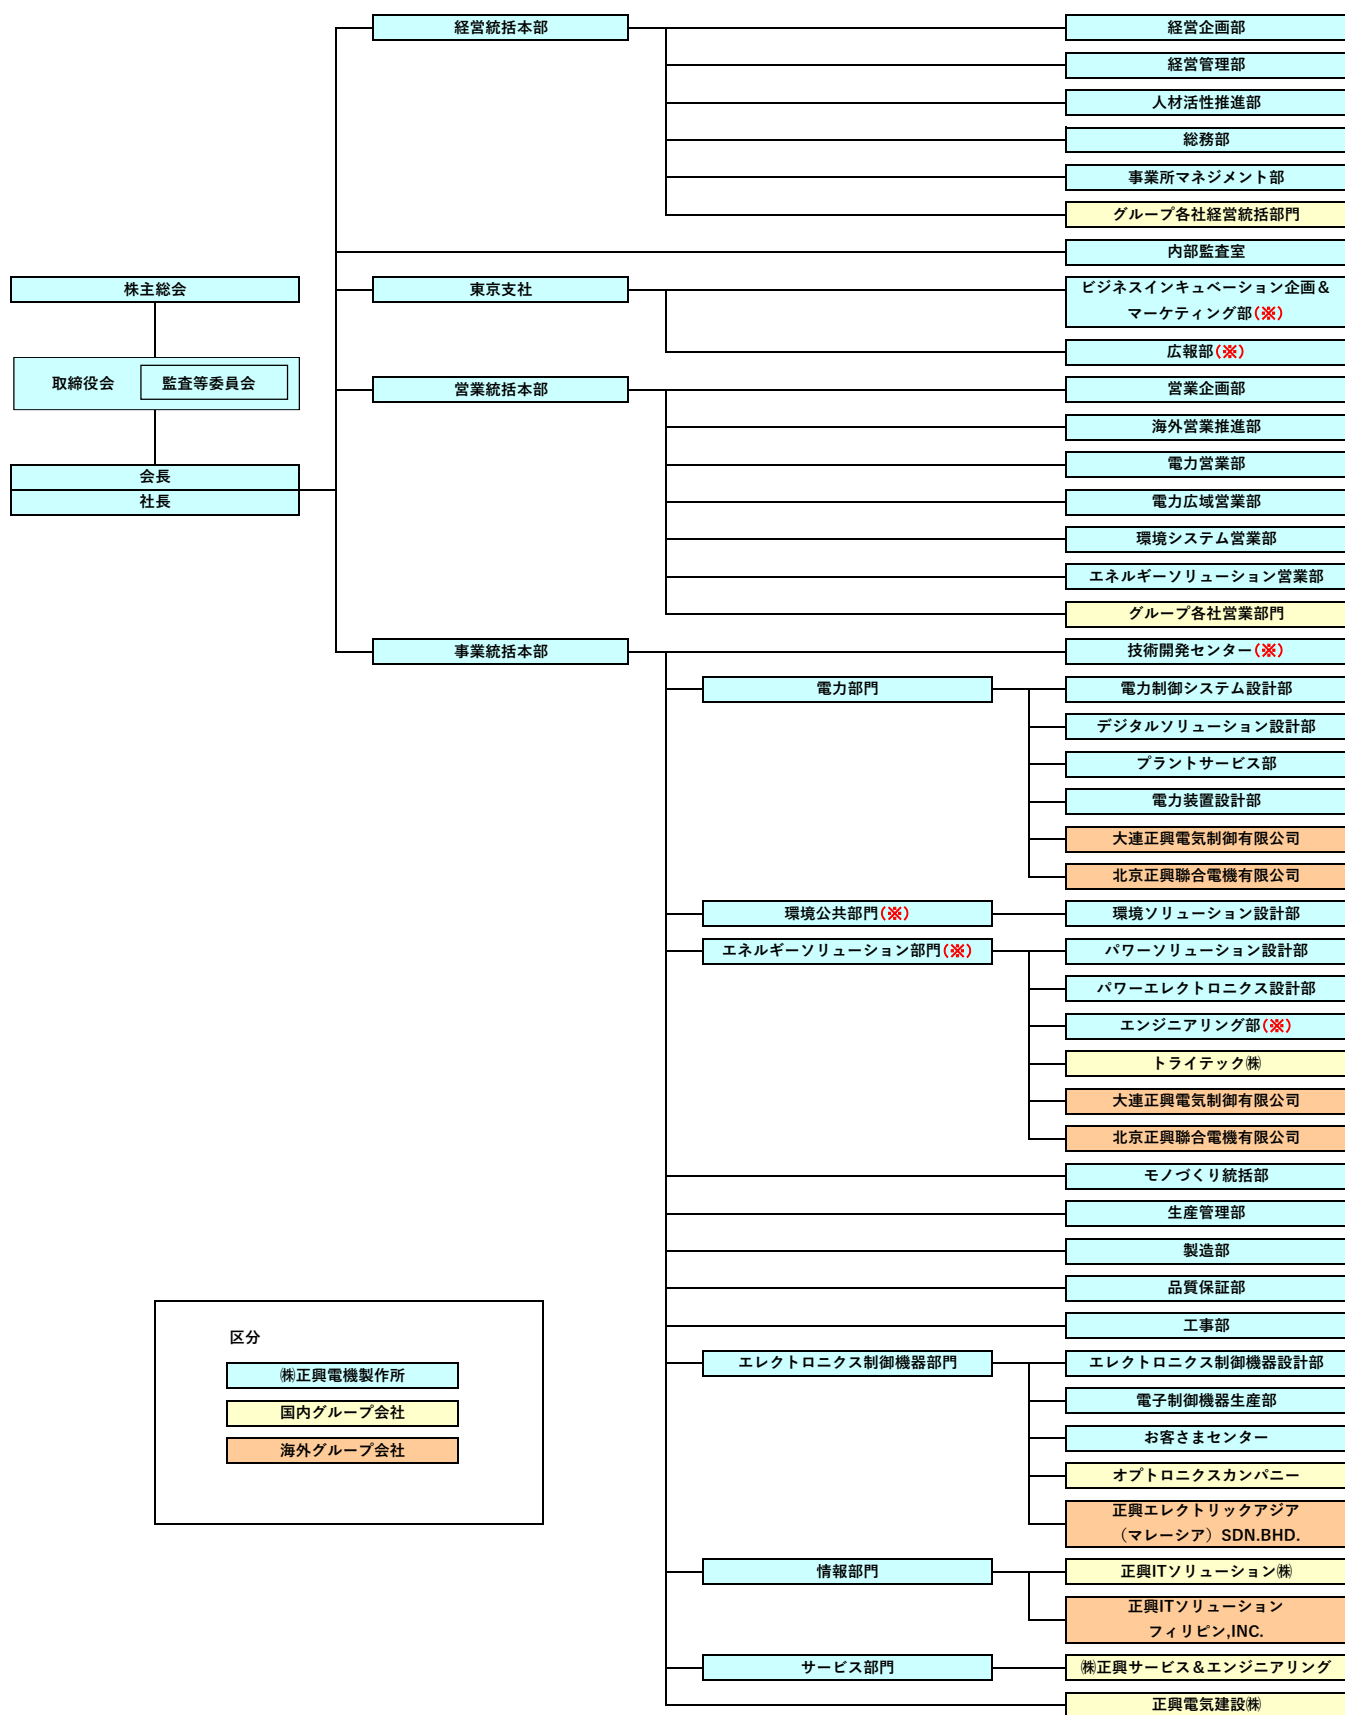 経営統括本部
経営企画部
経営管理部
人材活性推進部
総務部
事業所マネジメント部
グループ各社経営統括部門
内部監査室
株主総会
取締役会
監査等委員会
会長
社長
東京支社
ビジネスインキュベーション企画＆
マーケティング部(※)
広報部(※)
営業統括本部
営業企画部
海外営業推進部
電力営業部
電力広域営業部
環境システム営業部
エネルギーソリューション営業部
グループ各社営業部門
事業統括本部
技術開発センター(※)
電力部門
電力制御システム設計部
デジタルソリューション設計部
プラントサービス部
電力装置設計部
大連正興電気制御有限公司
北京正興聯合電機有限公司
環境公共部門(※)
環境ソリューション設計部
エネルギーソリューション部門(※)
パワーソリューション設計部
パワーエレクトロニクス設計部
エンジニアリング部(※)
トライテック㈱
大連正興電気制御有限公司
北京正興聯合電機有限公司
モノづくり統括部
生産管理部
製造部
品質保証部
工事部
エレクトロニクス制御機器部門
エレクトロニクス制御機器設計部
電子制御機器生産部
お客さまセンター
オプトロニクスカンパニー
正興エレクトリックアジア
（マレーシア）SDN.BHD.
情報部門
正興ITソリューション㈱
正興ITソリューション
フィリピン,INC.
サービス部門
㈱正興サービス＆エンジニアリング
正興電気建設㈱
区分
㈱正興電機製作所
国内グループ会社
海外グループ会社